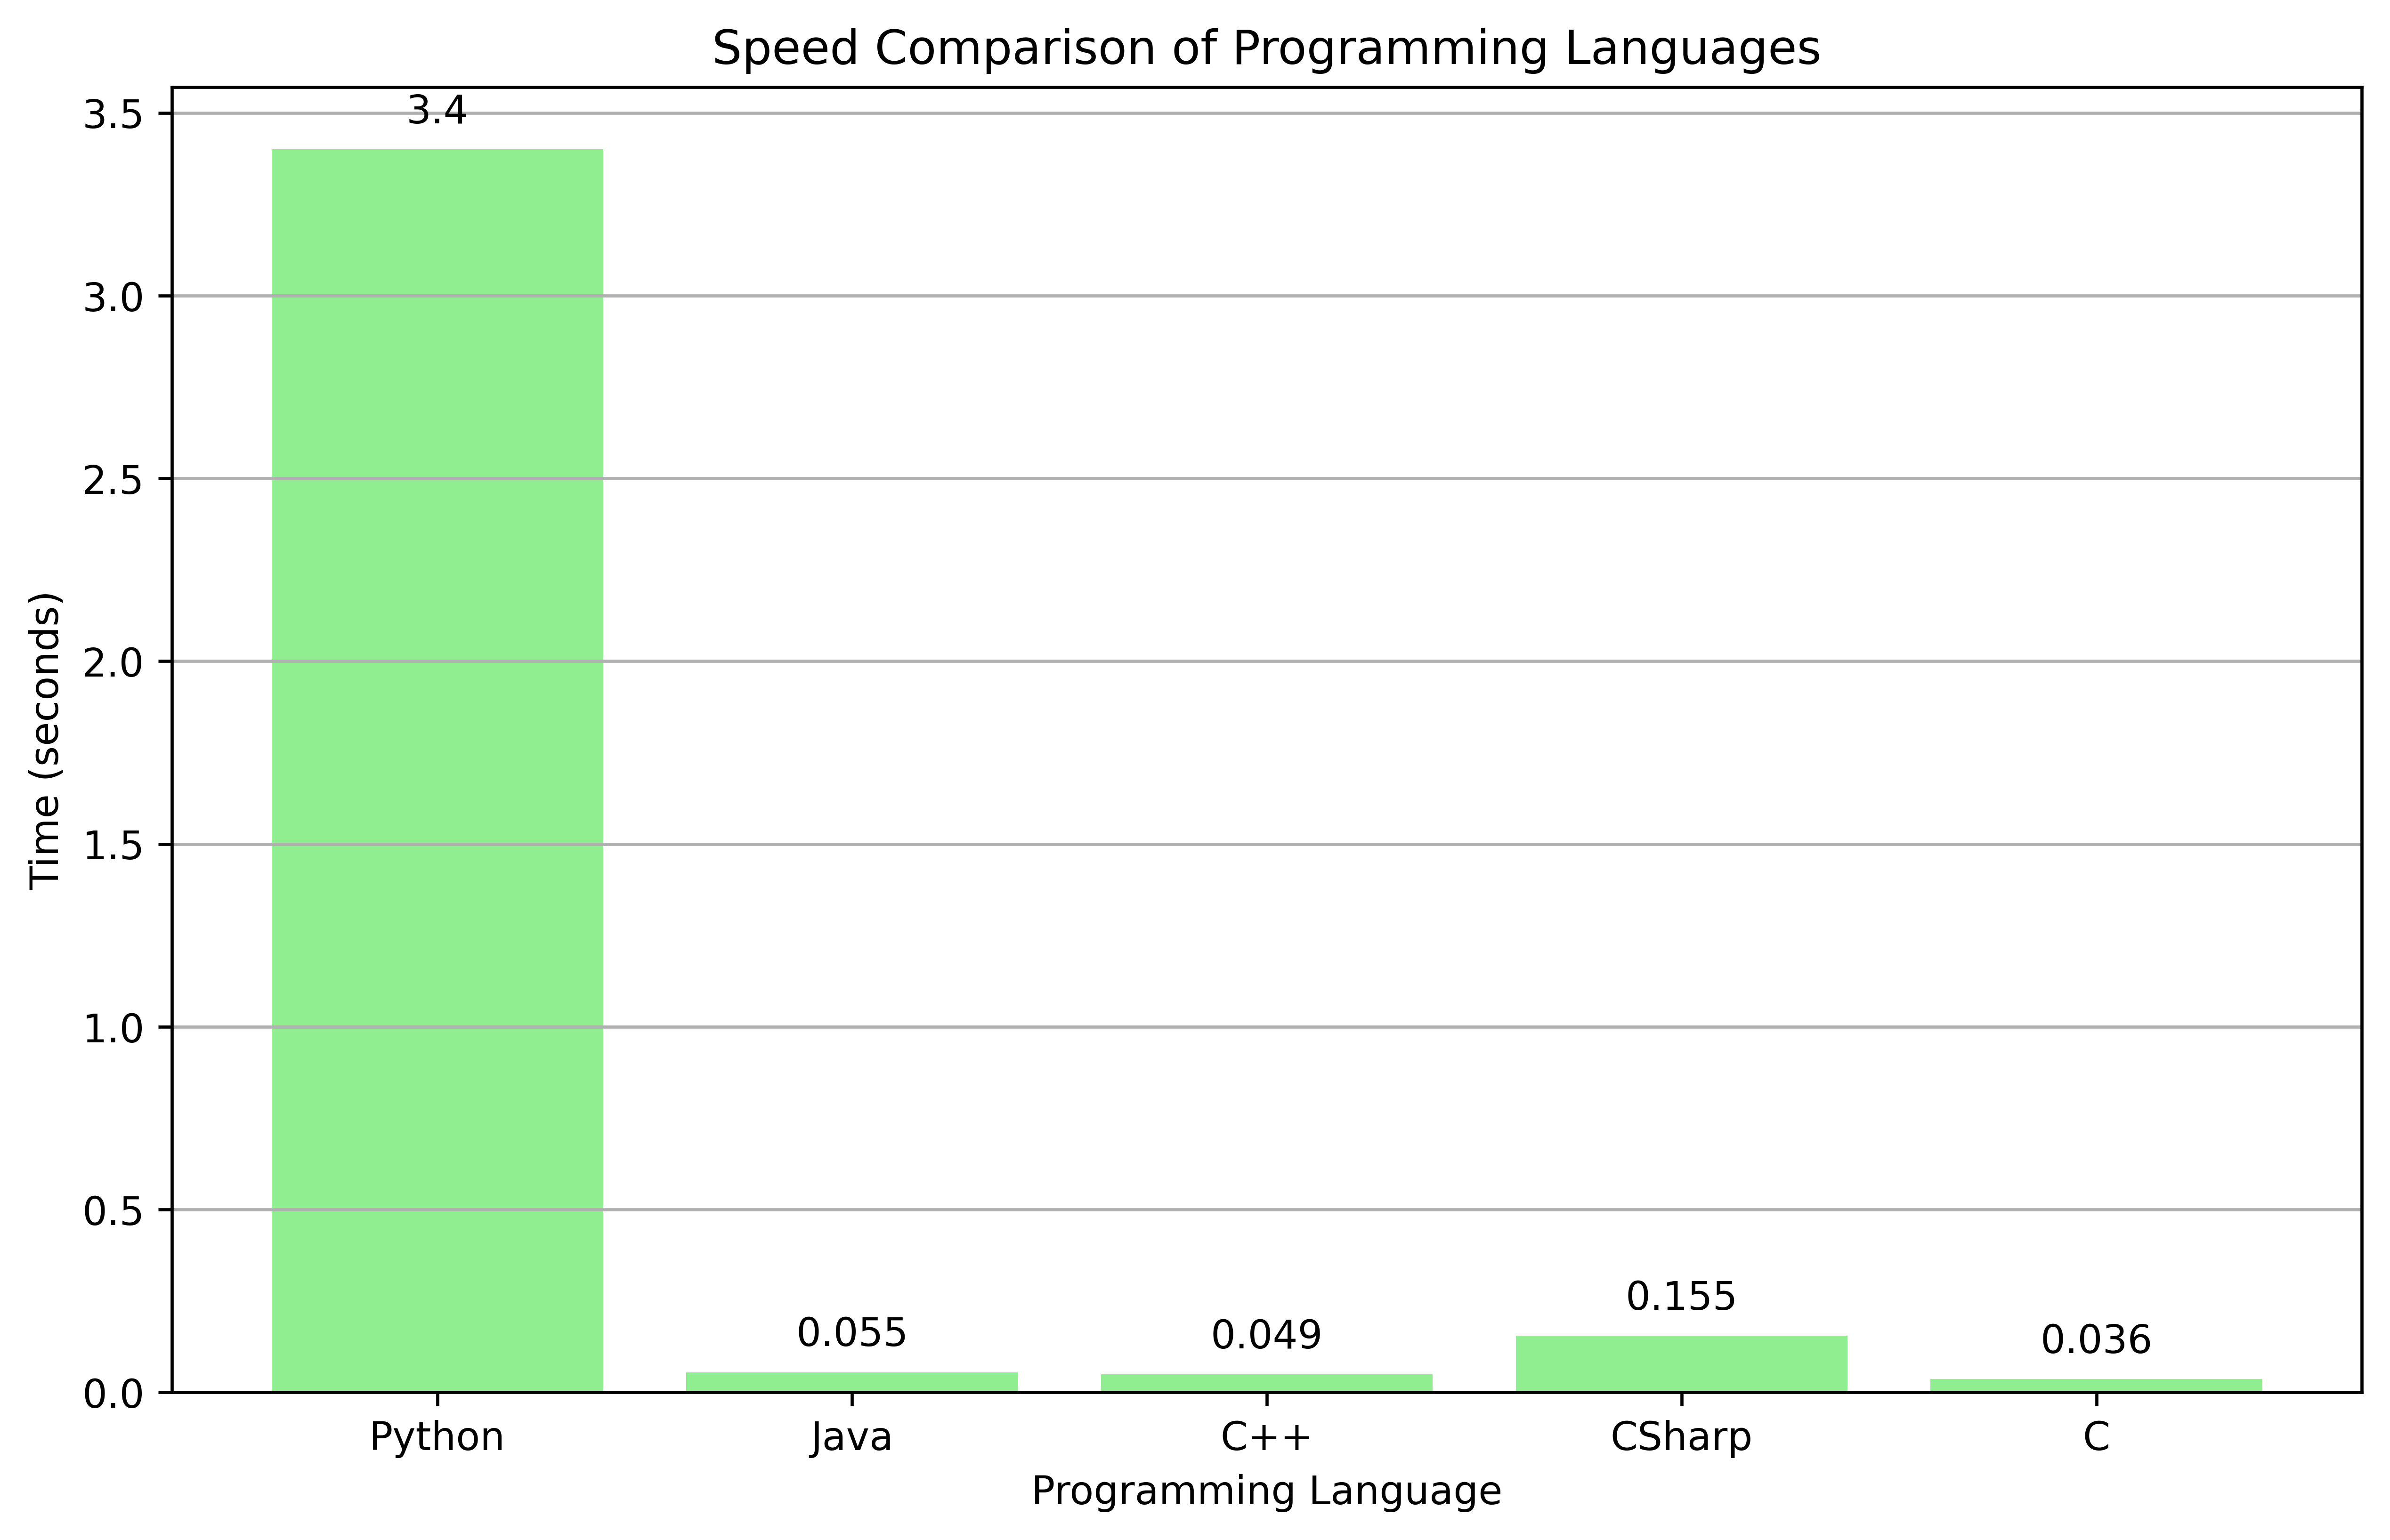 Speed Comparison of Programming Languages
3.5
3.4
3.0
2.5
2.0
1.5
1.0
0.5
0.0
Time (seconds)
0.055
0.049
0.155
0.036
Python
Java
C++
CSharp
C
Programming Language